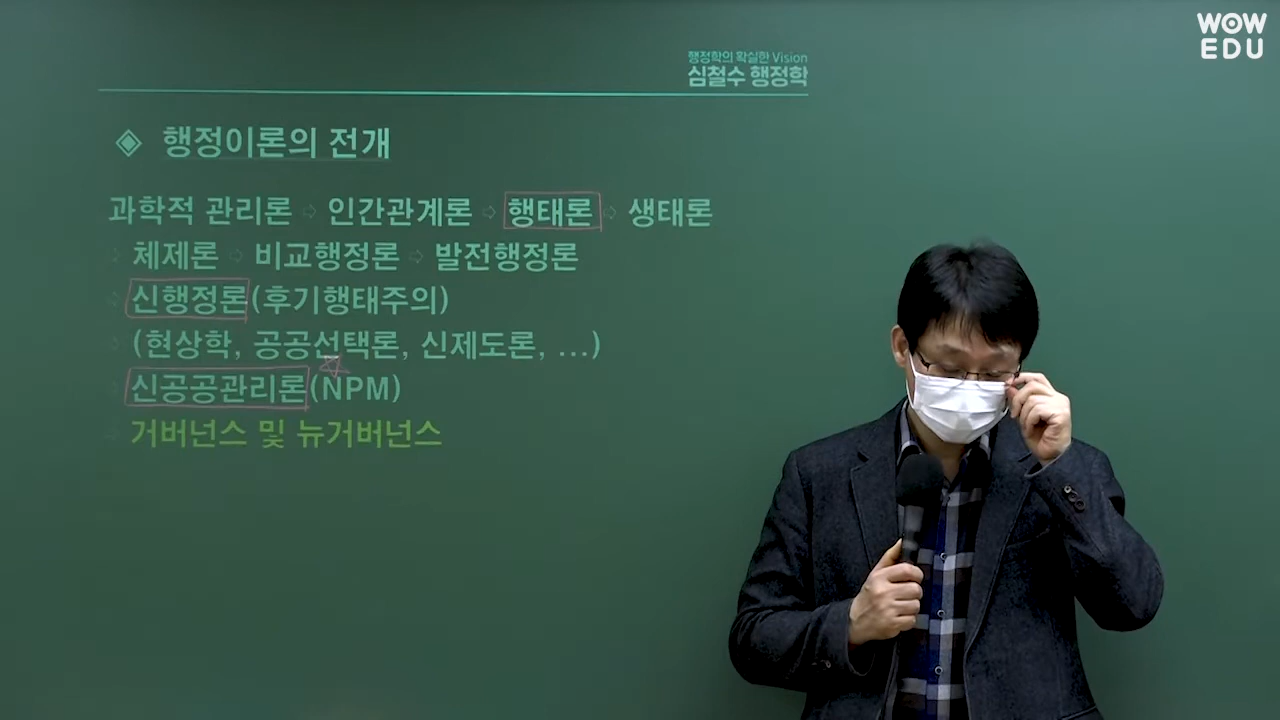 WOW
EDU
행정학의 확실한 Vision
심철수 행정학
◈ 행정이론의 전개
과학적 관리론 ➩ 인간관계론 ➩ 행태론 ➩ 생태론
➩ 체제론 ➩ 비교행정론 ➩ 발전행정론
➩ 신행정론(후기행태주의)
➩ (현상학, 공공선택론, 신제도론, …)
➩ 신공공관리론(NPM)
➩ 거버넌스 및 뉴거버넌스